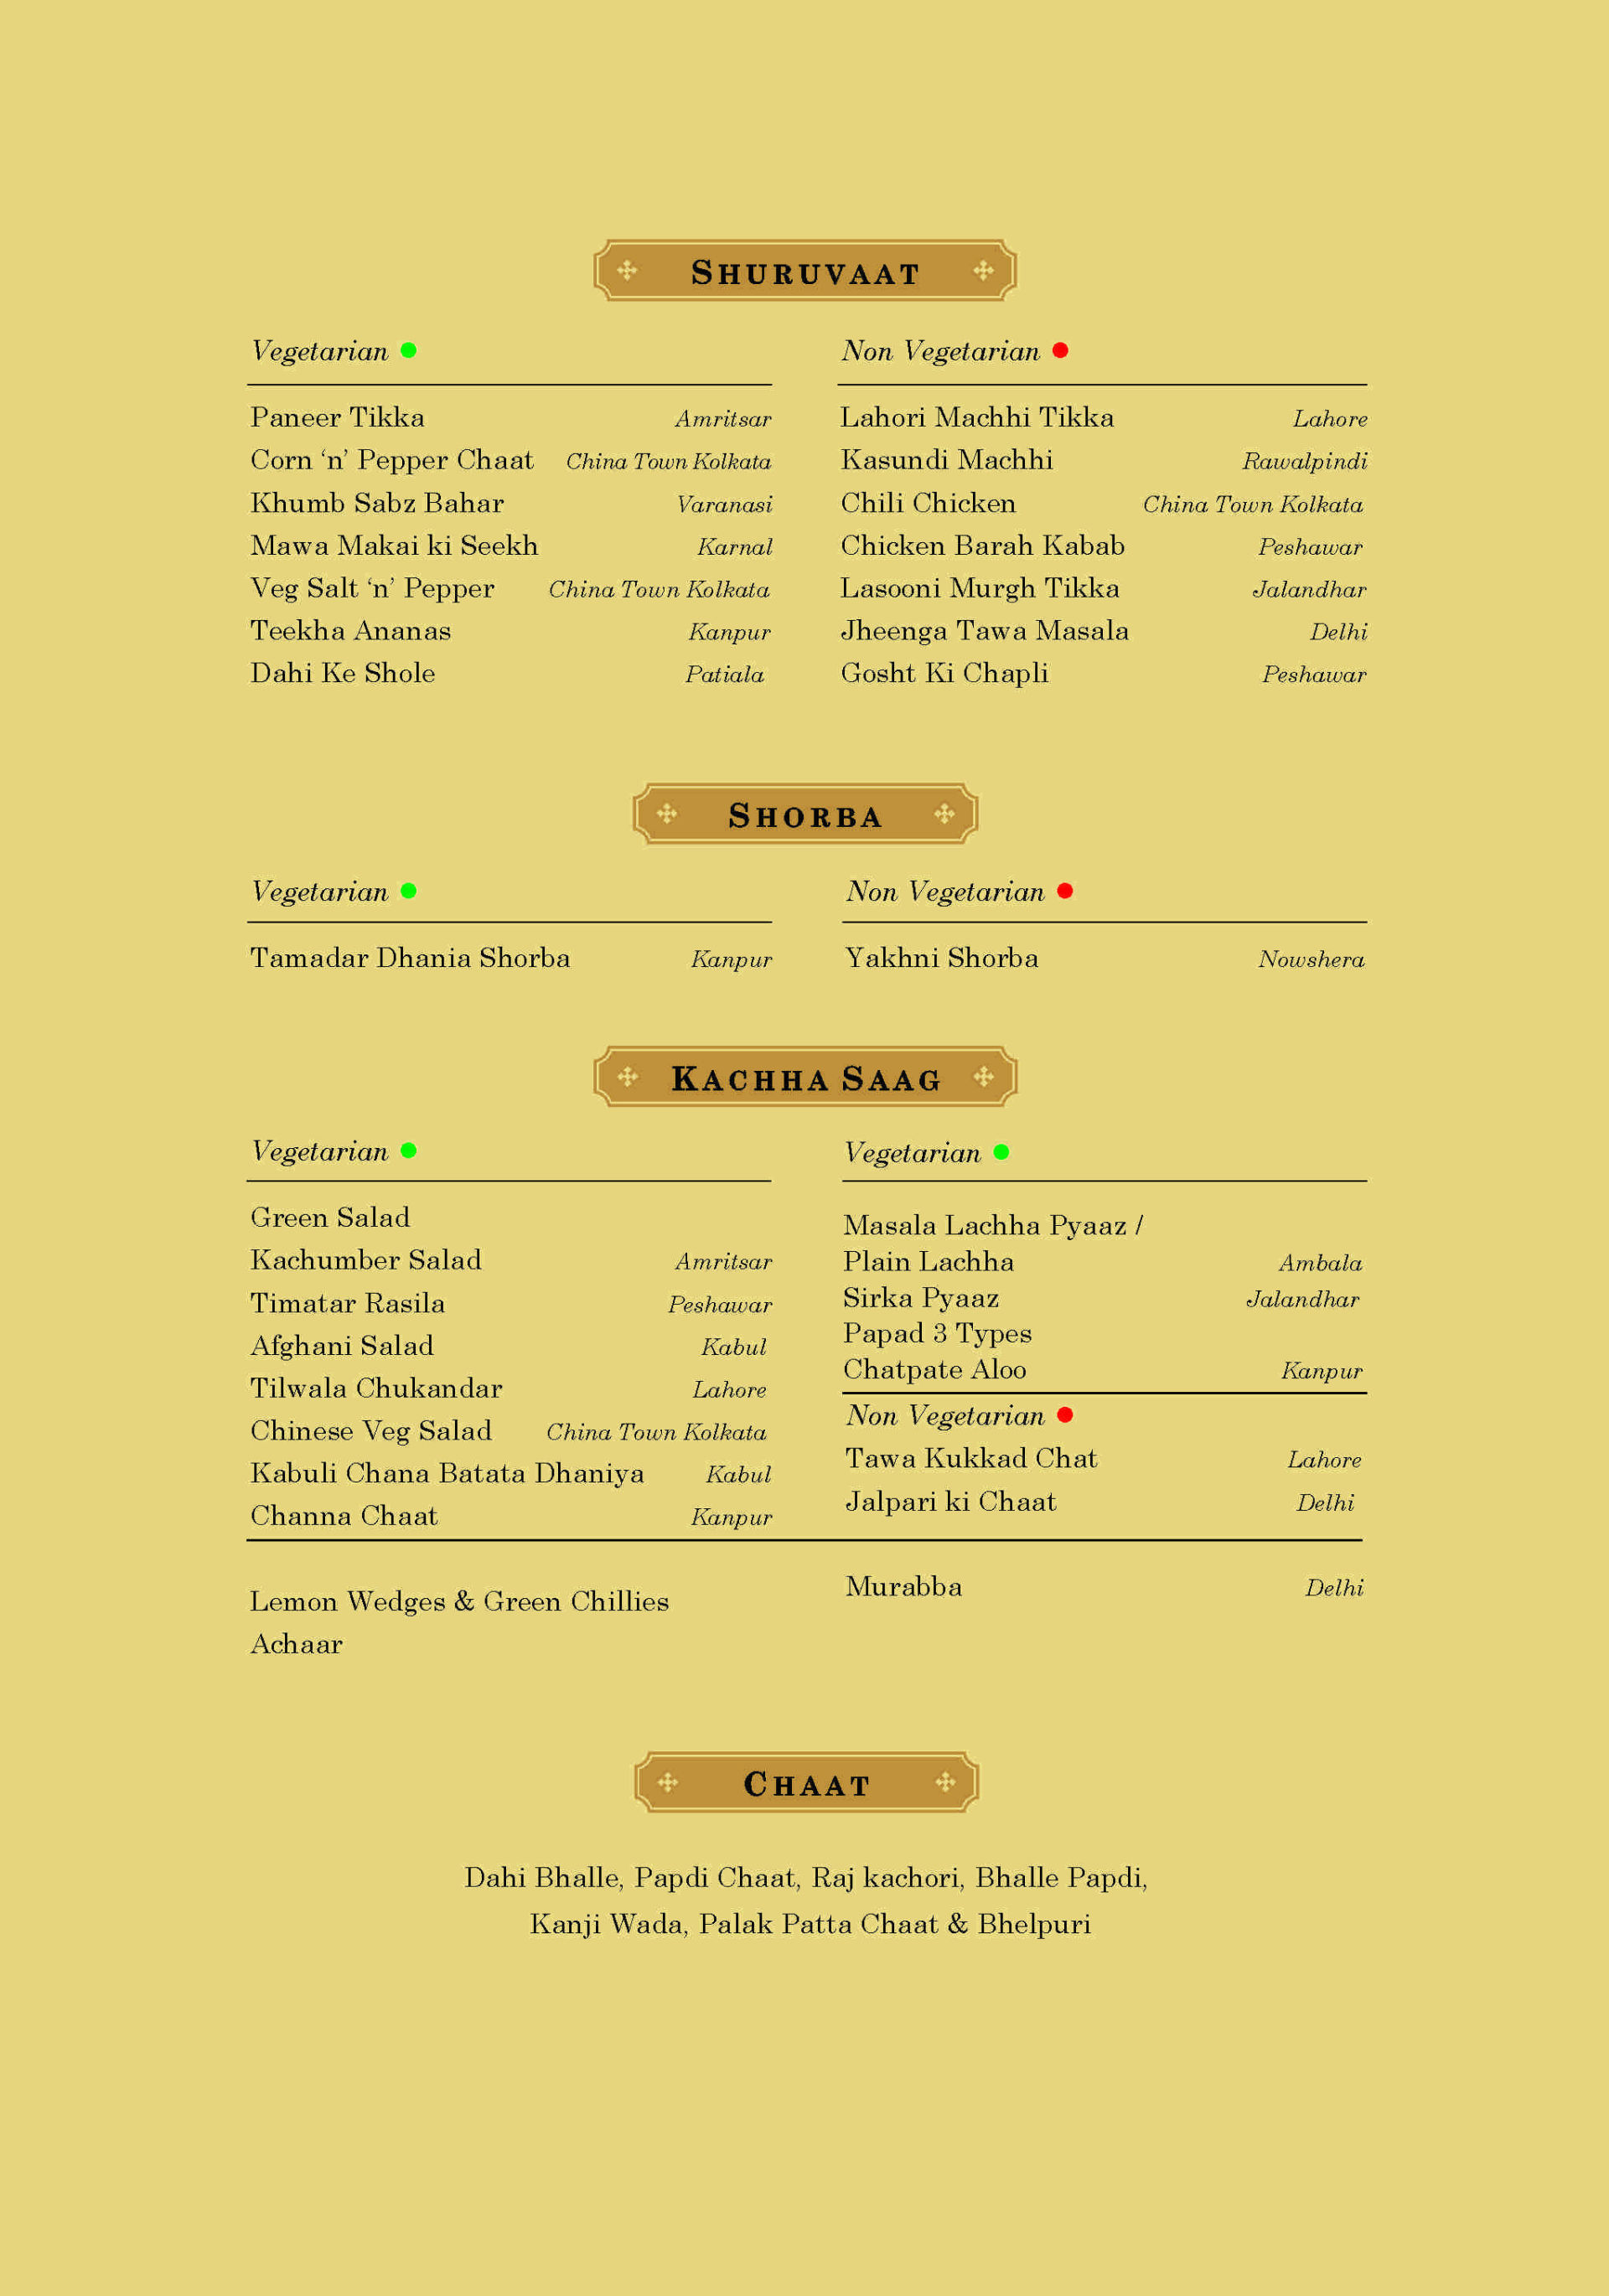 SHURUVAAT
Vegetarian
Paneer Tikka Amritsar
Corn ‘n’ Pepper Chaat China Town Kolkata
Khumb Sabz Bahar Varanasi
Mawa Makai ki Seekh Karnal
Veg Salt ‘n’ Pepper China Town Kolkata
Teekha Ananas Kanpur
Dahi Ke Shole Patiala
Non Vegetarian
Lahori Machhi Tikka Lahore
Kasundi Machhi Rawalpindi
Chili Chicken China Town Kolkata
Chicken Barah Kabab Peshawar
Lasooni Murgh Tikka Jalandhar
Jheenga Tawa Masala Delhi
Gosht Ki Chapli Peshawar
SHORBA
Vegetarian
Tamadar Dhania Shorba Kanpur
Non Vegetarian
Yakhni Shorba Nowshera
KACHHA SAAG
Vegetarian
Green Salad
Kachumber Salad Amritsar
Timatar Rasila Peshawar
Afghani Salad Kabul
Tilwala Chukandar Lahore
Chinese Veg Salad China Town Kolkata
Kabuli Chana Batata Dhaniya Kabul
Channa Chaat Kanpur
Vegetarian
Masala Lachha Pyaaz /
Plain Lachha Ambala
Sirka Pyaaz Jalandhar
Papad 3 Types
Chatpate Aloo Kanpur
Non Vegetarian
Tawa Kukkad Chat Lahore
Jalpari ki Chaat Delhi
Lemon Wedges & Green Chillies
Achaar
Murabba Delhi
CHAAT
Dahi Bhalle, Papdi Chaat, Raj kachori, Bhalle Papdi,
Kanji Wada, Palak Patta Chaat & Bhelpuri